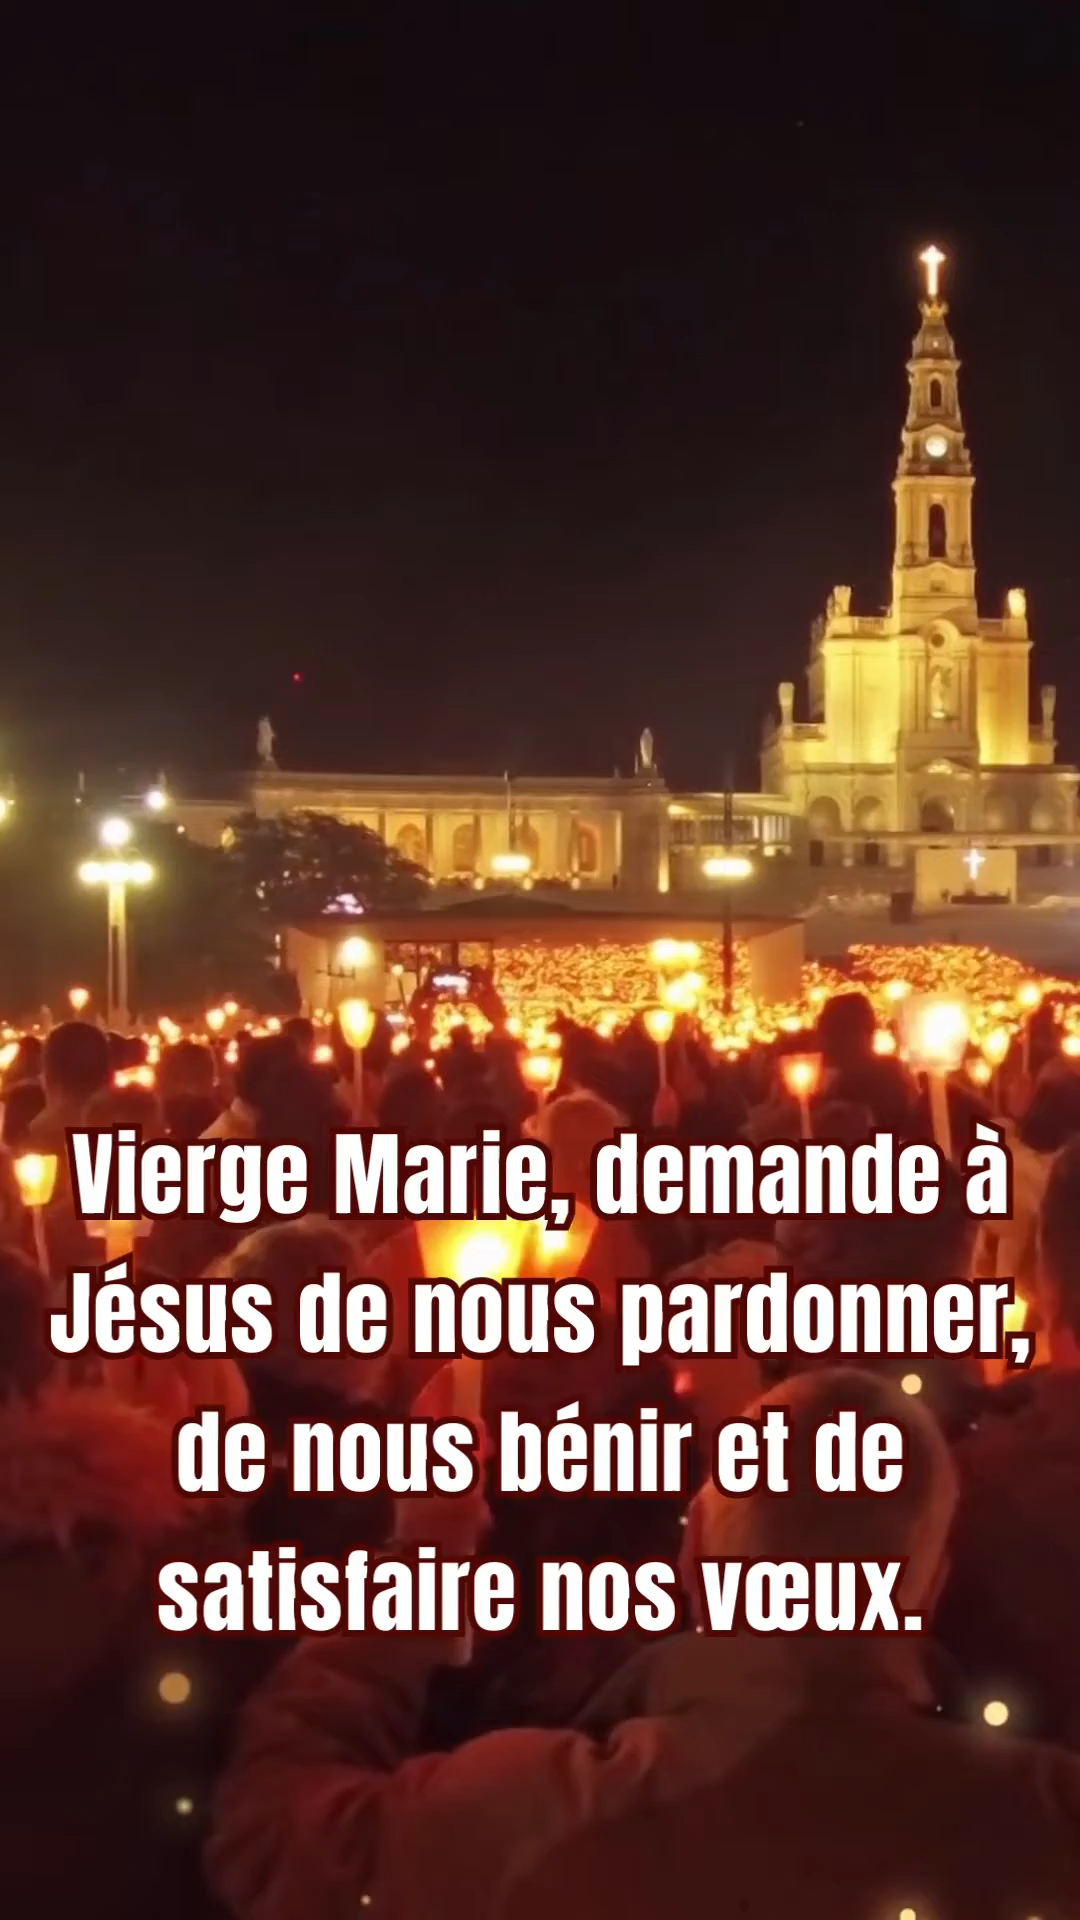 Vierge Marie, demande à
Jésus de nous pardonner,
de nous bénir et de
satisfaire nos vœux.